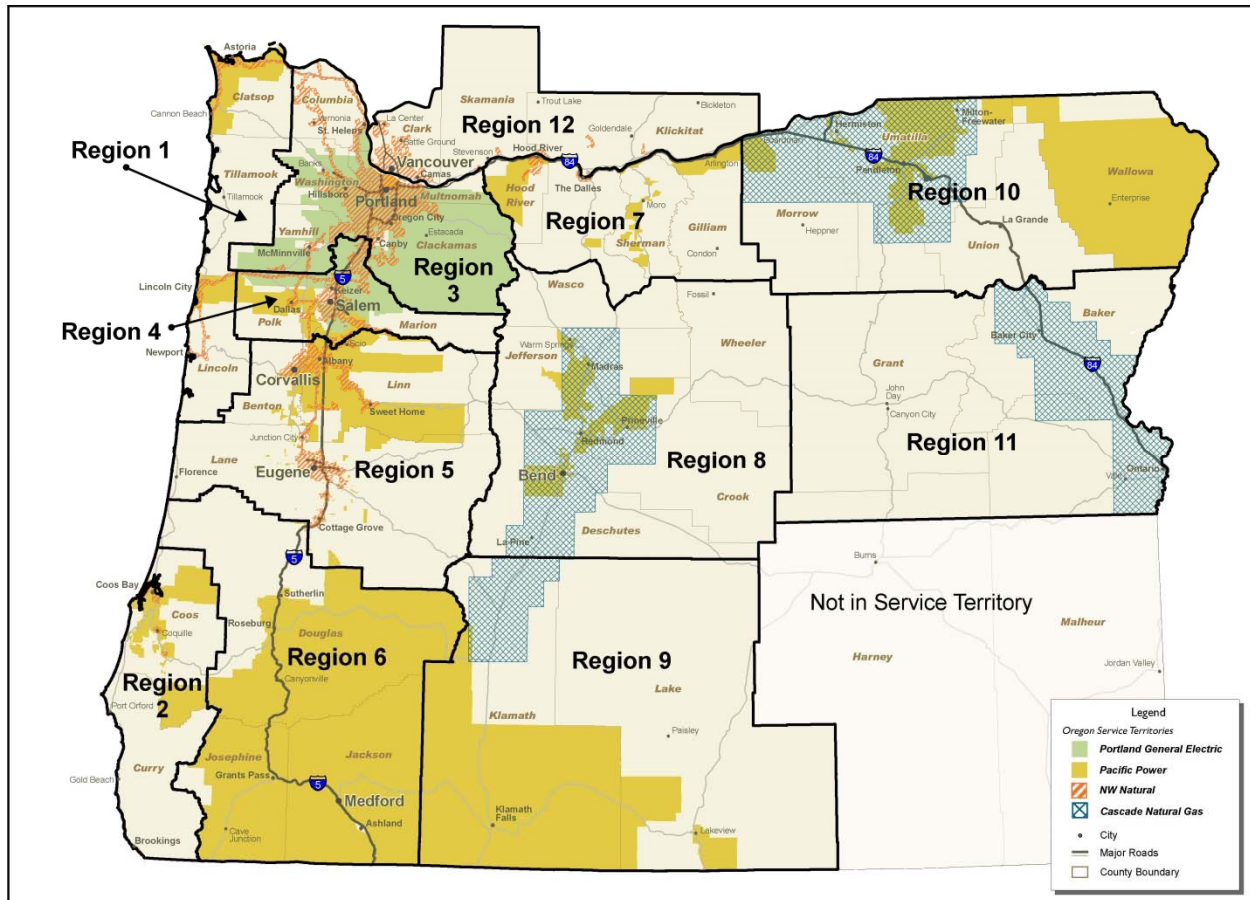 Astoria
Clatsop
Cannon Beach
Columbia
Vernonia
St. Helens
Skamania
Trout Lake
Bickleton
La Center
Clark
Battle Ground
Region 12
Goldendale
Klickitat
Stevenson
Hood River
84
Vancouver
Camas
Region 1
Tillamook
Tillamook
Banks
Washington
Hillsboro
Portland
Multnomah
Oregon City
Estacada
Yamhill
McMinnville
Canby
Clackamas
Region
3
Hood
River
The Dalles
Arlington
Region 7
Moro
Sherman
Gilliam
Condon
Boardman
Hermiston
Umatilla
Milton-
Freewater
84
Pendleton
Region 10
Wallowa
Enterprise
Morrow
Heppner
La Grande
Union
Lincoln City
Region 4
5
Keizer
Salem
Dallas
Polk
Marion
Newport
Lincoln
Scio
Albany
Corvallis
Benton
Linn
Sweet Home
Junction City
Lane
Eugene
Florence
Region 5
Cottage Grove
Wasco
Fossil
Warm Springs
Jefferson
Madras
Wheeler
Prineville
Redmond
Bend
Region 8
Crook
Deschutes
La Pine
Baker
Baker City
Grant
John
Day
Canyon City
84
Region 11
Ontario
Vale
5
Coos Bay
Coos
Coquille
Sutherlin
Roseburg
Douglas
Region 6
Canyonville
Region
2
Port Orford
Curry
Gold Beach
Brookings
Josephine
Grants Pass
Jackson
5
Medford
Ashland
Cave
Junction
Region 9
Lake
Klamath
Paisley
Klamath
Falls
Lakeview
Burns
Not in Service Territory
Malheur
Harney
Jordan Valley
Legend
Oregon Service Territories
Portland General Electric
Pacific Power
NW Natural
Cascade Natural Gas
City
Major Roads
County Boundary